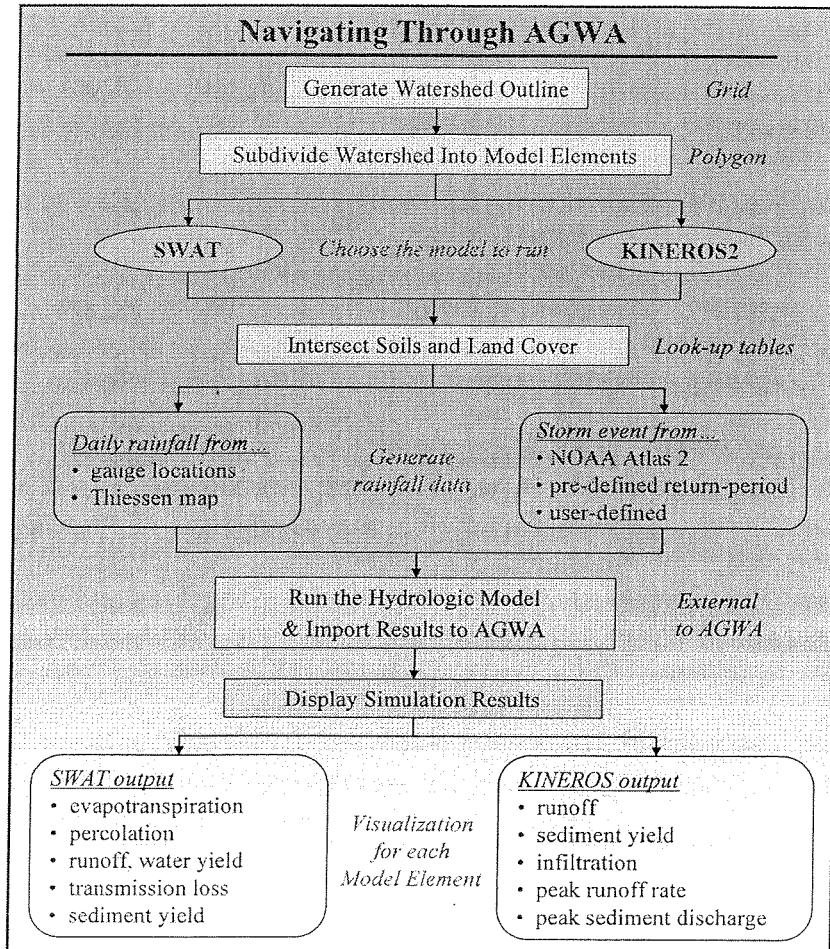 Navigating Through AGWA
Generate Watershed Outline
Grid
Subdivide Watershed Into Model Elements
Polygon
SWAT
Choose the model to run
KINEROS2
Intersect Soils and Land Cover
Look-up tables
Daily rainfall from...
• gauge locations
• Thiessen map
Generate
rainfall data
Storm event from...
• NOAA Atlas 2
• pre-defined return-period
• user-defined
Run the Hydrologic Model
& Import Results to AGWA
External
to AGWA
Display Simulation Results
SWAT output
• evapotranspiration
• percolation
• runoff, water yield
• transmission loss
• sediment yield
Visualization
for each
Model Element
KINEROS output
• runoff
• sediment yield
• infiltration
• peak runoff rate
• peak sediment discharge